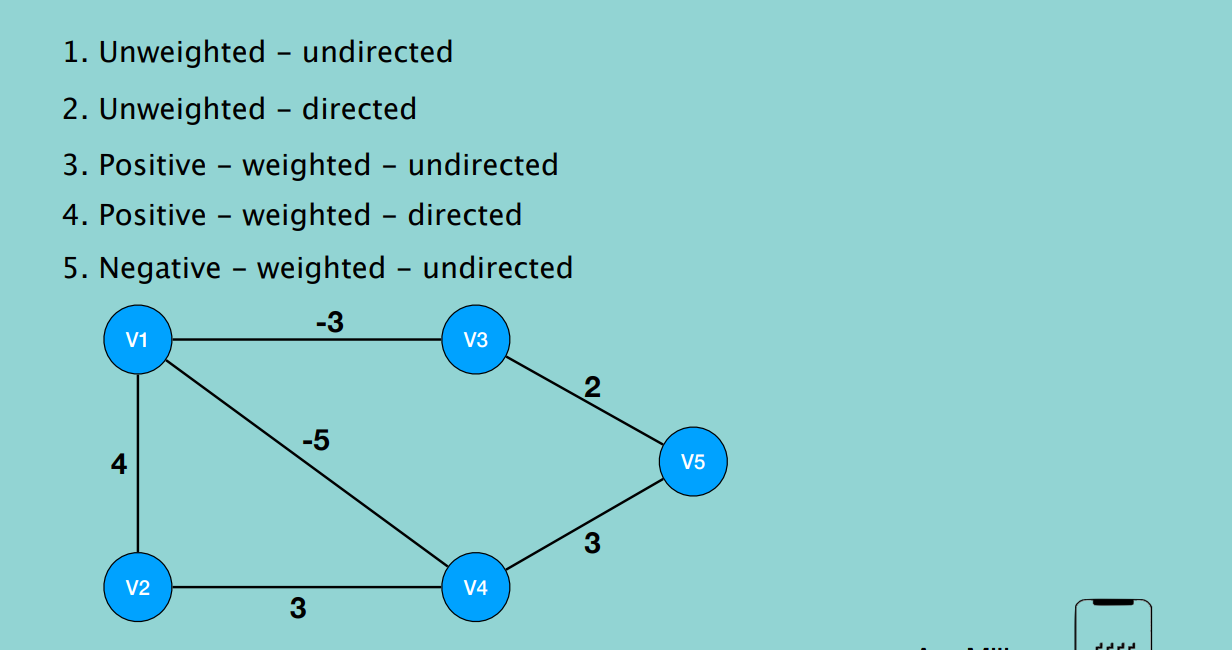 1. Unweighted – undirected
2. Unweighted – directed
3. Positive – weighted – undirected
4. Positive – weighted – directed
5. Negative – weighted – undirected
-3
V1
V3
2
-5
4
V5
3
V2
V4
3